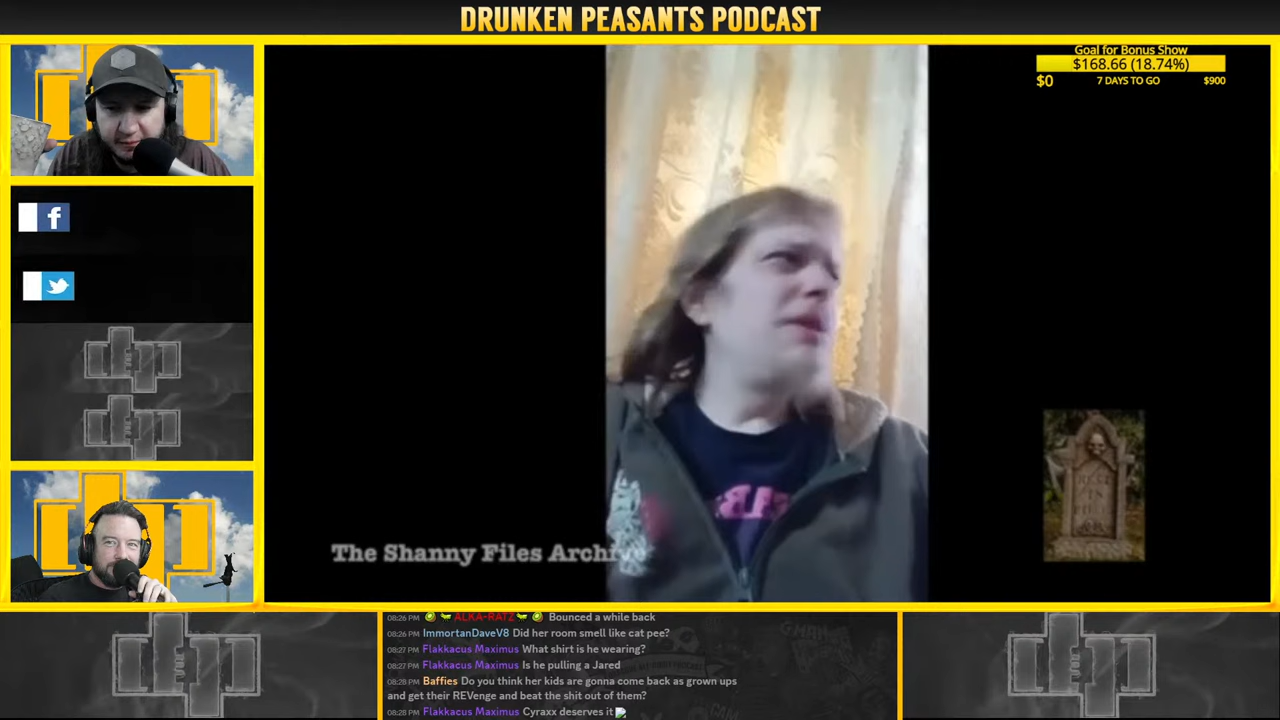 DRUNKEN PEASANTS PODCAST
Goal for Bonus Show
$168.66 (18.74%)
$0 7 DAYS TO GO $900
f
REST
IN
The Shanny Files Archive
08:26 PM ALKA-RATZ Bounced a while back
08:26 PM ImmortanDaveV8 Did her room smell like cat pee?
08:27 PM Flakkacus Maximus What shirt is he wearing?
08:27 PM Flakkacus Maximus Is he pulling a Jared
08:28 PM Baffies Do you think her kids are gonna come back as grown ups
and get their REVenge and beat the shit out of them?
08:28 PM Flakkacus Maximus Cyraxx deserves it